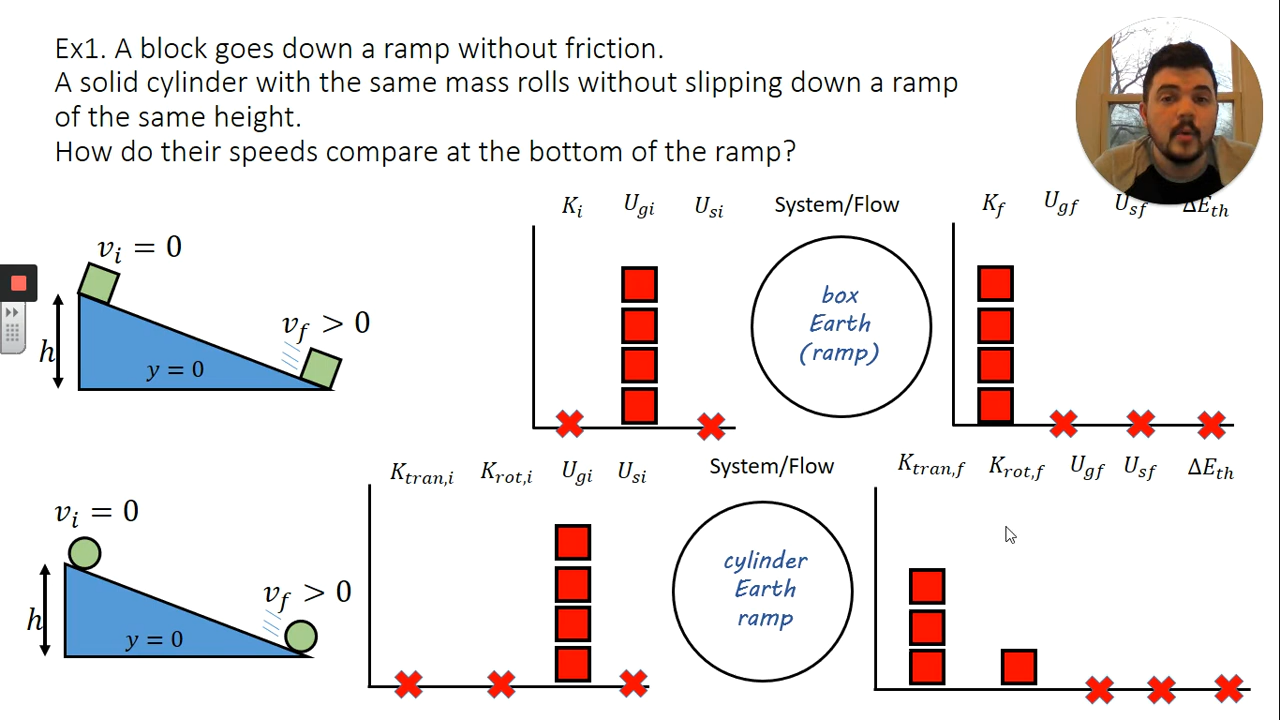 Ex1. A block goes down a ramp without friction.
A solid cylinder with the same mass rolls without slipping down a ramp
of the same height.
How do their speeds compare at the bottom of the ramp?
K_i U_gi U_si System/Flow K_f U_gf U_sf ΔE_th
v_i = 0
box
Earth
(ramp)
v_f > 0
h
y = 0
K_tran,i K_rot,i U_gi U_si System/Flow K_tran,f K_rot,f U_gf U_sf ΔE_th
v_i = 0
cylinder
Earth
ramp
v_f > 0
h
y = 0